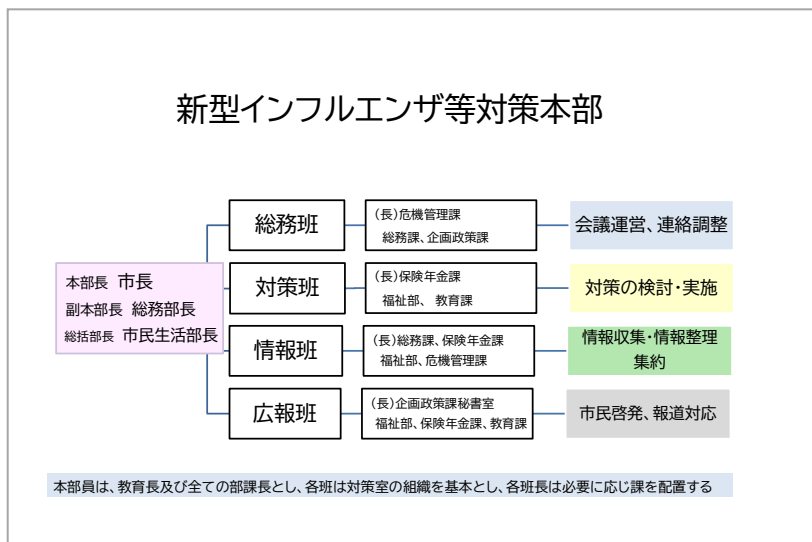 新型インフルエンザ等対策本部
本部長 市長
副本部長 総務部長
総括部長 市民生活部長
総務班
(長)危機管理課
総務課、企画政策課
会議運営、連絡調整
対策班
(長)保険年金課
福祉部、 教育課
対策の検討・実施
情報班
(長)総務課、保険年金課
福祉部、危機管理課
情報収集・情報整理
集約
広報班
(長)企画政策課秘書室
福祉部、保険年金課、教育課
市民啓発、報道対応
本部員は、教育長及び全ての部課長とし、各班は対策室の組織を基本とし、各班長は必要に応じ課を配置する